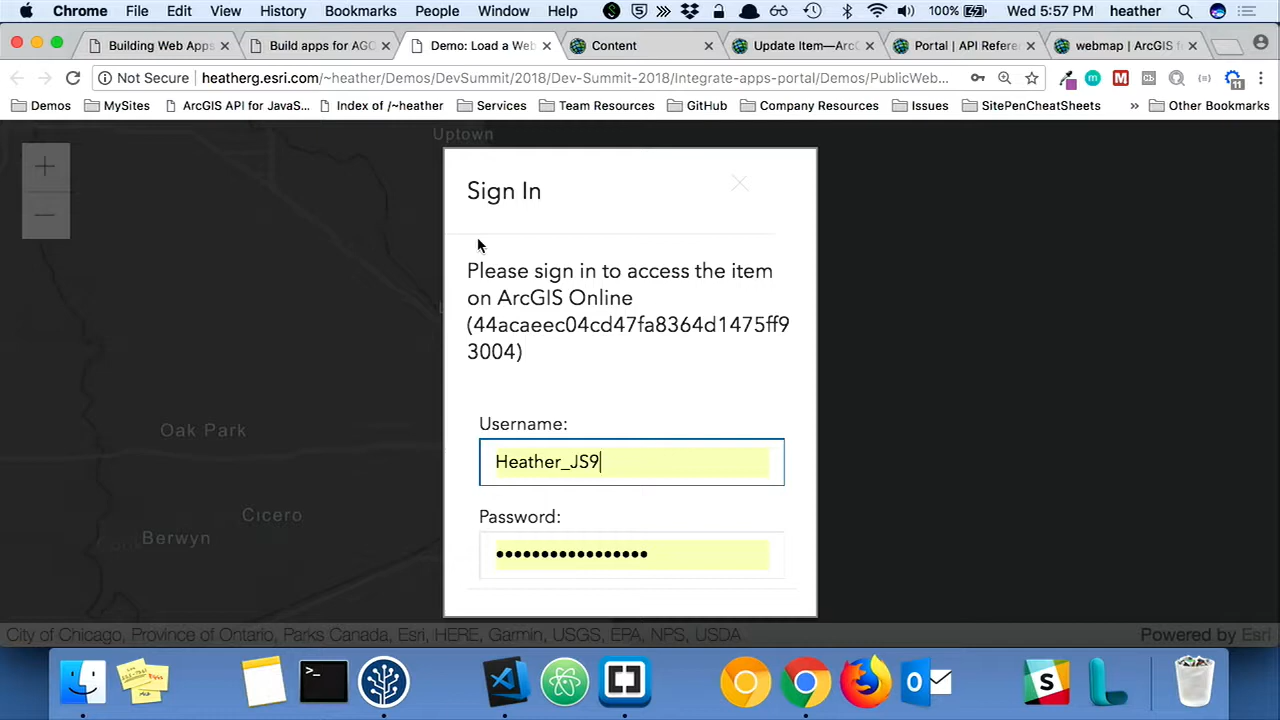 Chrome File Edit View History Bookmarks People Window Help 100% Wed 5:57 PM heather
Building Web Apps Build apps for AGO Demo: Load a Web Content Update Item—ArcG Portal | API Refere webmap | ArcGIS f
Not Secure heatherg.esri.com/~heather/Demos/DevSummit/2018/Dev-Summit-2018/Integrate-apps-portal/Demos/PublicWeb...
Demos MySites ArcGIS API for JavaS... Index of /~heather Services Team Resources GitHub Company Resources Issues SitePenCheatSheets » Other Bookmarks
Uptown
+
−
Sign In
Please sign in to access the item
on ArcGIS Online
(44acaeec04cd47fa8364d1475ff9
3004)
Username:
Heather_JS9
Password:
•••••••••••••••••
Oak Park
Cicero
Berwyn
City of Chicago, Province of Ontario, Parks Canada, Esri, HERE, Garmin, USGS, EPA, NPS, USDA Powered by Esri